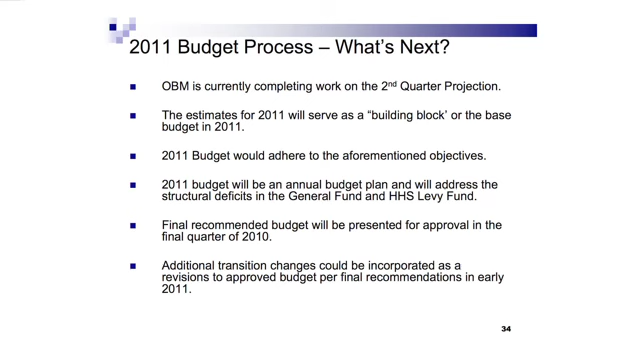 2011 Budget Process – What's Next?
OBM is currently completing work on the 2nd Quarter Projection.
The estimates for 2011 will serve as a "building block' or the base
budget in 2011.
2011 Budget would adhere to the aforementioned objectives.
2011 budget will be an annual budget plan and will address the
structural deficits in the General Fund and HHS Levy Fund.
Final recommended budget will be presented for approval in the
final quarter of 2010.
Additional transition changes could be incorporated as a
revisions to approved budget per final recommendations in early
2011.
34